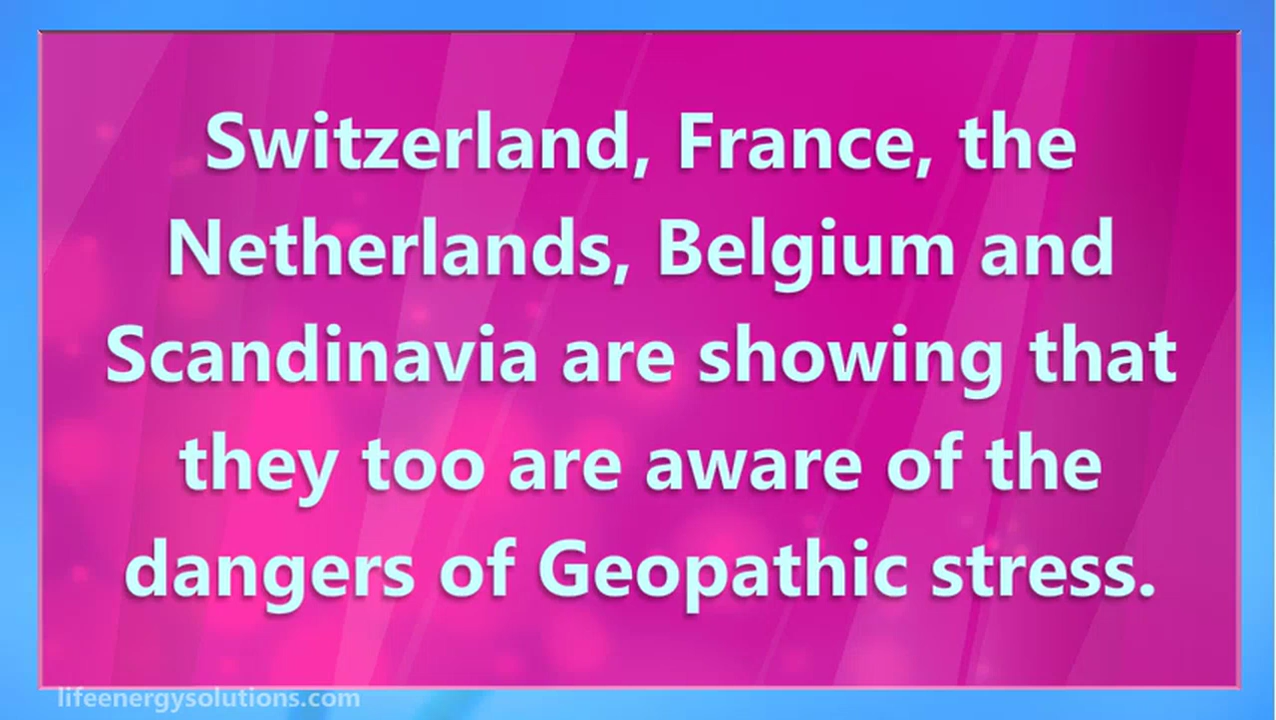 Switzerland, France, the
Netherlands, Belgium and
Scandinavia are showing that
they too are aware of the
dangers of Geopathic stress.
lifeenergysolutions.com